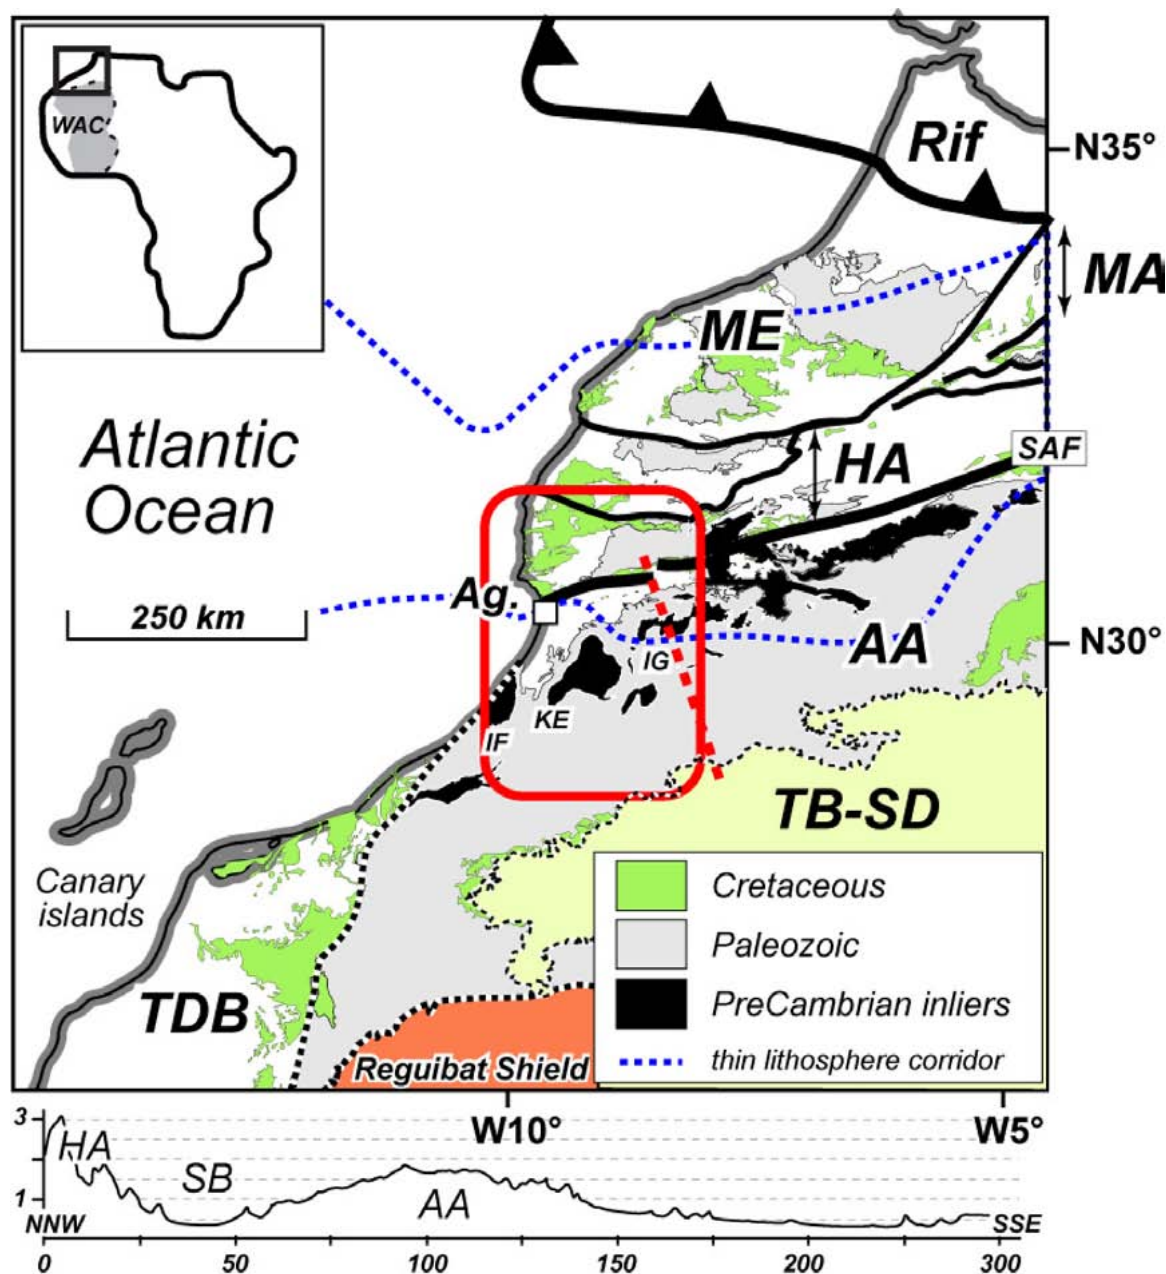 WAC
Rif
N35°
MA
ME
Atlantic
Ocean
HA
SAF
Ag.
250 km
AA
N30°
IG
KE
IF
TB-SD
Canary
islands
TDB
Reguibat Shield
Cretaceous
Paleozoic
PreCambrian inliers
thin lithosphere corridor
W10°
W5°
3
HA
SB
1
AA
NNW
SSE
0
50
100
150
200
300